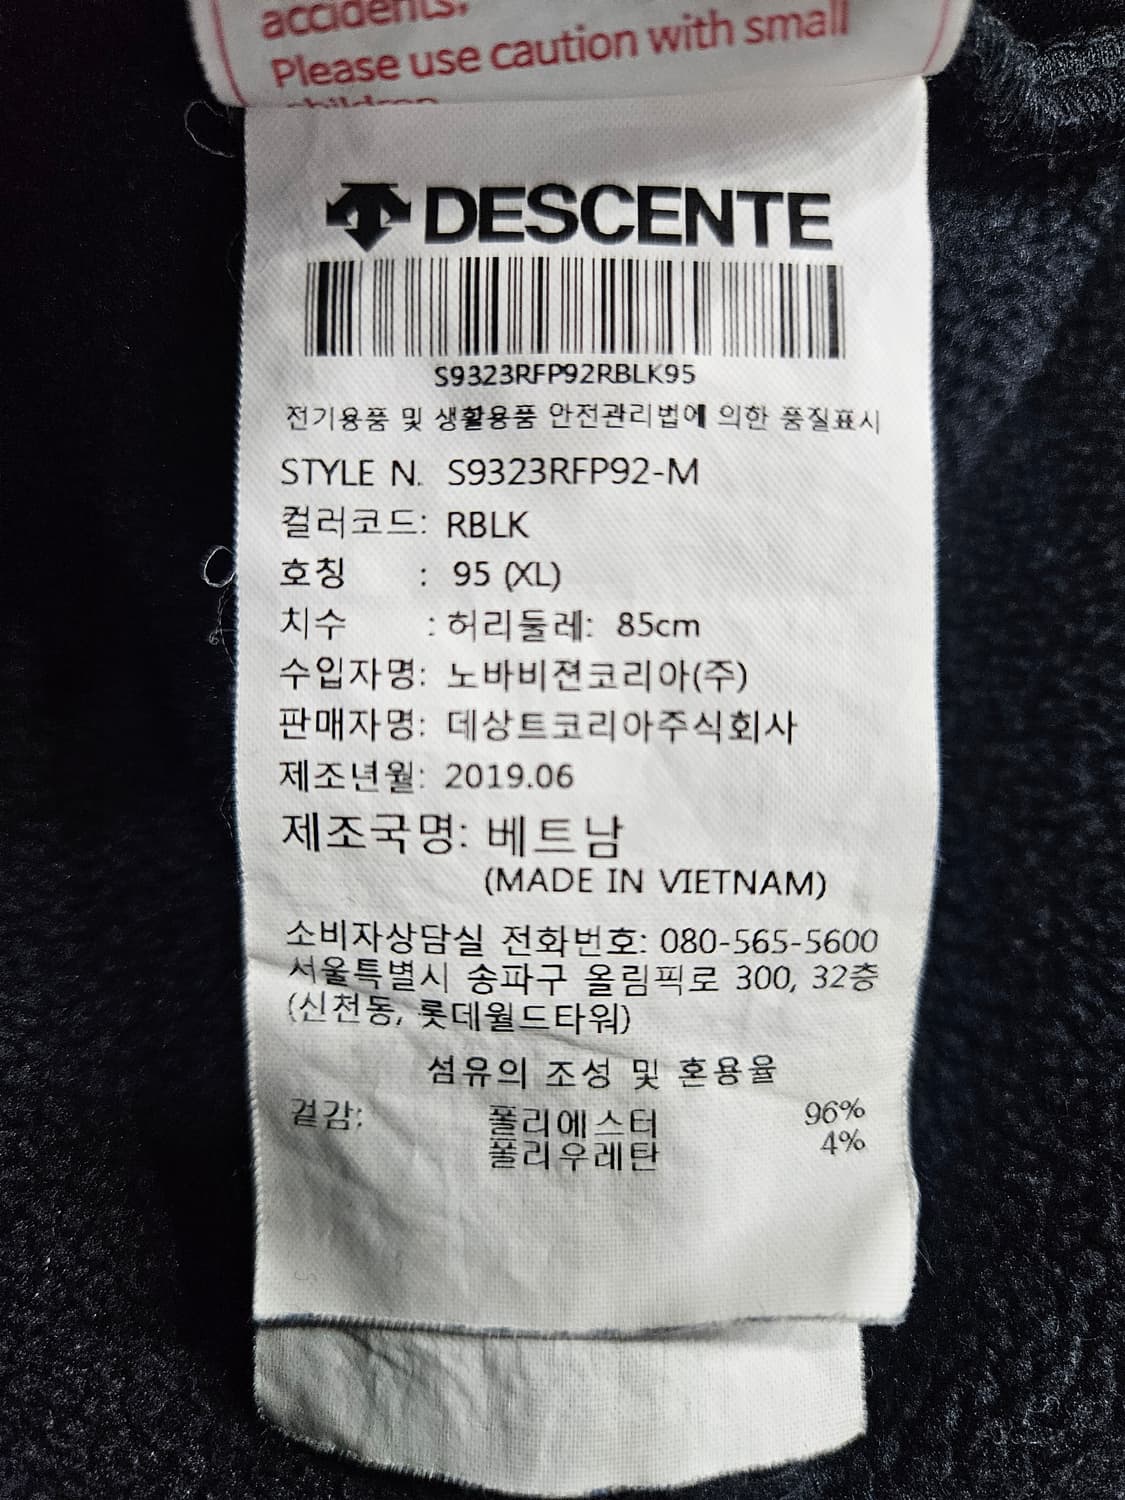 accidents.
Please use caution with small
children
DESCENTE
S9323RFP92RBLK95
전기용품 및 생활용품 안전관리법에 의한 품질표시
STYLE N. S9323RFP92-M
컬러코드: RBLK
호칭 : 95 (XL)
치수 : 허리둘레: 85cm
수입자명: 노바비젼코리아(주)
판매자명: 데상트코리아주식회사
제조년월: 2019.06
제조국명: 베트남
(MADE IN VIETNAM)
소비자상담실 전화번호: 080-565-5600
서울특별시 송파구 올림픽로 300, 32층
(신천동, 롯데월드타워)
섬유의 조성 및 혼용율
겉감: 폴리에스터 96%
폴리우레탄 4%